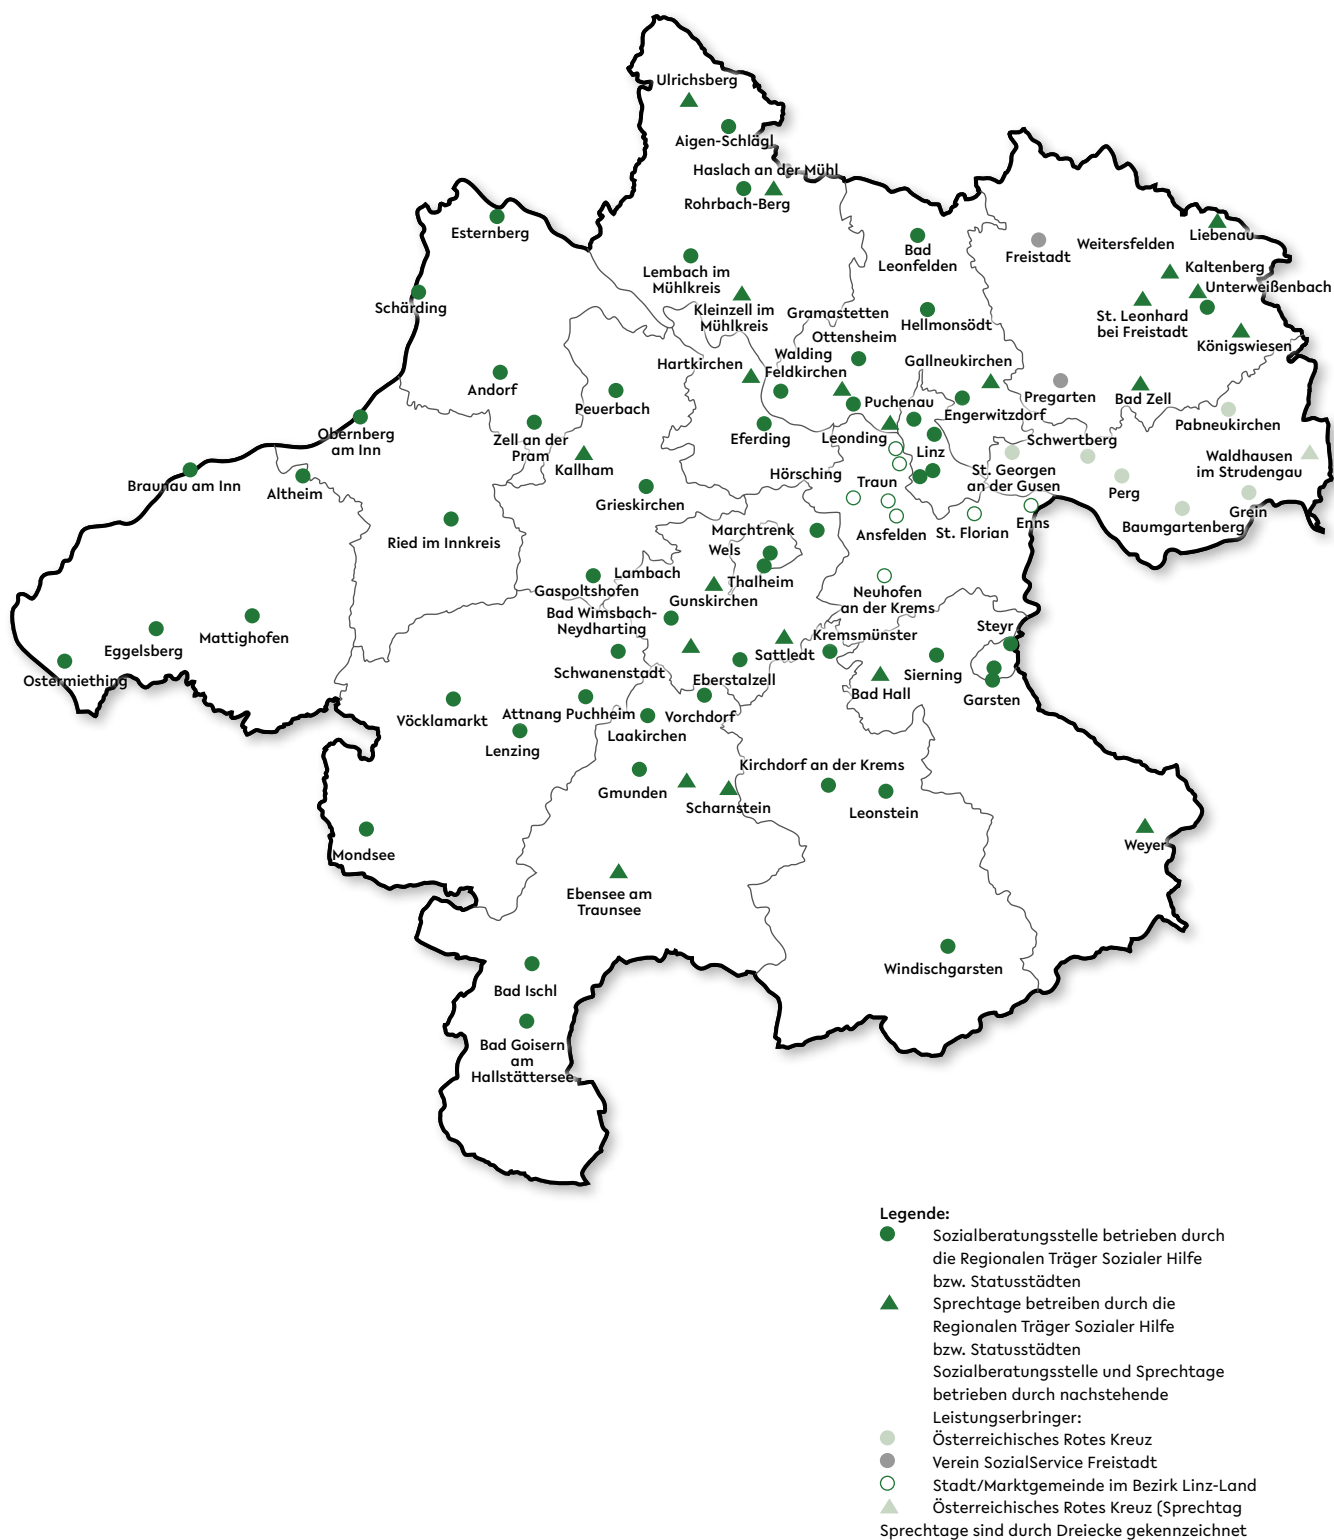 Ulrichsberg
Aigen-Schlägl
Haslach an der Mühl
Rohrbach-Berg
Esternberg
Lembach im
Mühlkreis
Kleinzell im
Mühlkreis
Schärding
Bad
Leonfelden
Freistadt
Weitersfelden
Liebenau
Kaltenberg
Unterweißenbach
St. Leonhard
bei Freistadt
Königswiesen
Gramastetten
Hellmonsödt
Ottensheim
Walding
Feldkirchen
Hartkirchen
Gallneukirchen
Andorf
Peuerbach
Puchenau
Engerwitzdorf
Pregarten
Bad Zell
Pabneukirchen
Obernberg
am Inn
Zell an der
Pram
Kallham
Eferding
Leonding
Linz
Schwertberg
Waldhausen
im Strudengau
Braunau am Inn
Altheim
Grieskirchen
Hörsching
Traun
St. Georgen
an der Gusen
Perg
Grein
Baumgartenberg
Ried im Innkreis
Marchtrenk
Wels
Thalheim
Ansfelden
St. Florian
Enns
Gaspoltshofen
Lambach
Gunskirchen
Neuhofen
an der Krems
Bad Wimsbach-
Neydharting
Mattighofen
Eggelsberg
Ostermiething
Schwanenstadt
Sattledt
Kremsmünster
Steyr
Eberstalzell
Bad Hall
Sierning
Garsten
Vöcklamarkt
Attnang Puchheim
Vorchdorf
Laakirchen
Lenzing
Gmunden
Scharnstein
Kirchdorf an der Krems
Leonstein
Mondsee
Weyer
Ebensee am
Traunsee
Windischgarsten
Bad Ischl
Bad Goisern
am
Hallstättersee
Legende:
Sozialberatungsstelle betrieben durch
die Regionalen Träger Sozialer Hilfe
bzw. Statusstädten
Sprechtage betreiben durch die
Regionalen Träger Sozialer Hilfe
bzw. Statusstädten
Sozialberatungsstelle und Sprechtage
betrieben durch nachstehende
Leistungserbringer:
Österreichisches Rotes Kreuz
Verein SozialService Freistadt
Stadt/Marktgemeinde im Bezirk Linz-Land
Österreichisches Rotes Kreuz (Sprechtag
Sprechtage sind durch Dreiecke gekennzeichnet